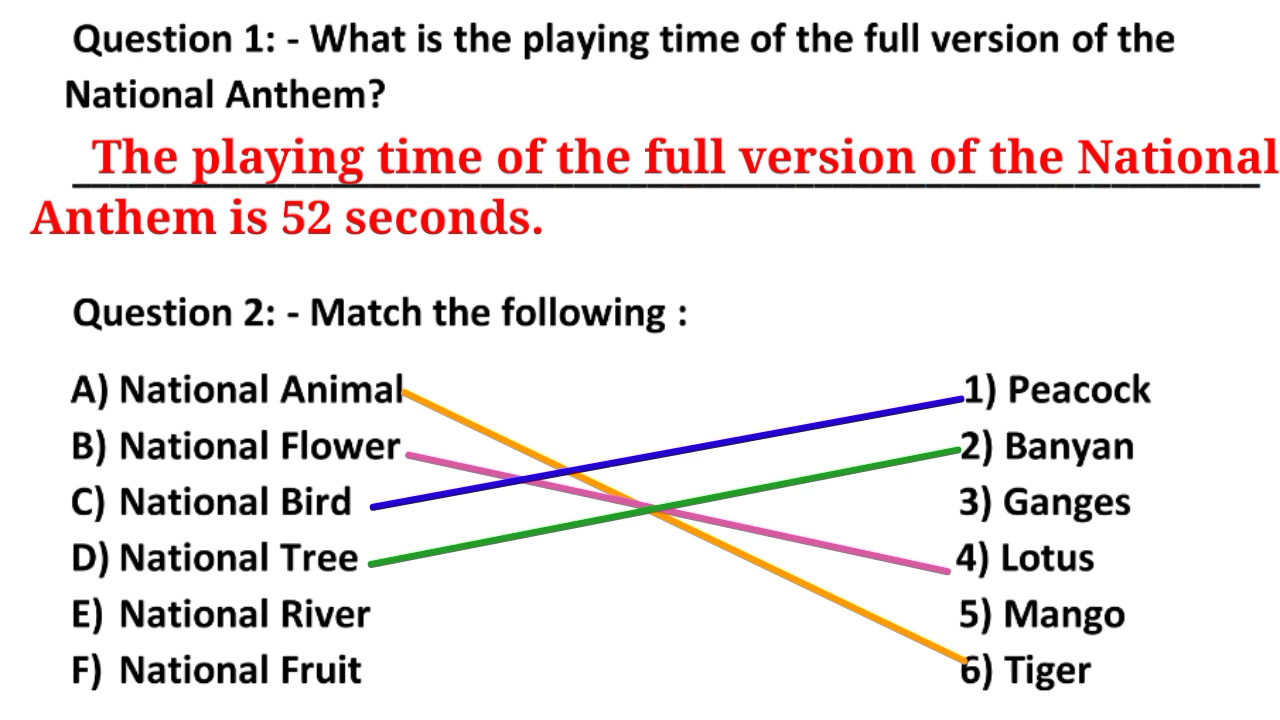 Question 1: - What is the playing time of the full version of the
National Anthem?
The playing time of the full version of the National
Anthem is 52 seconds.
Question 2: - Match the following :
A) National Animal 1) Peacock
B) National Flower 2) Banyan
C) National Bird 3) Ganges
D) National Tree 4) Lotus
E) National River 5) Mango
F) National Fruit 6) Tiger